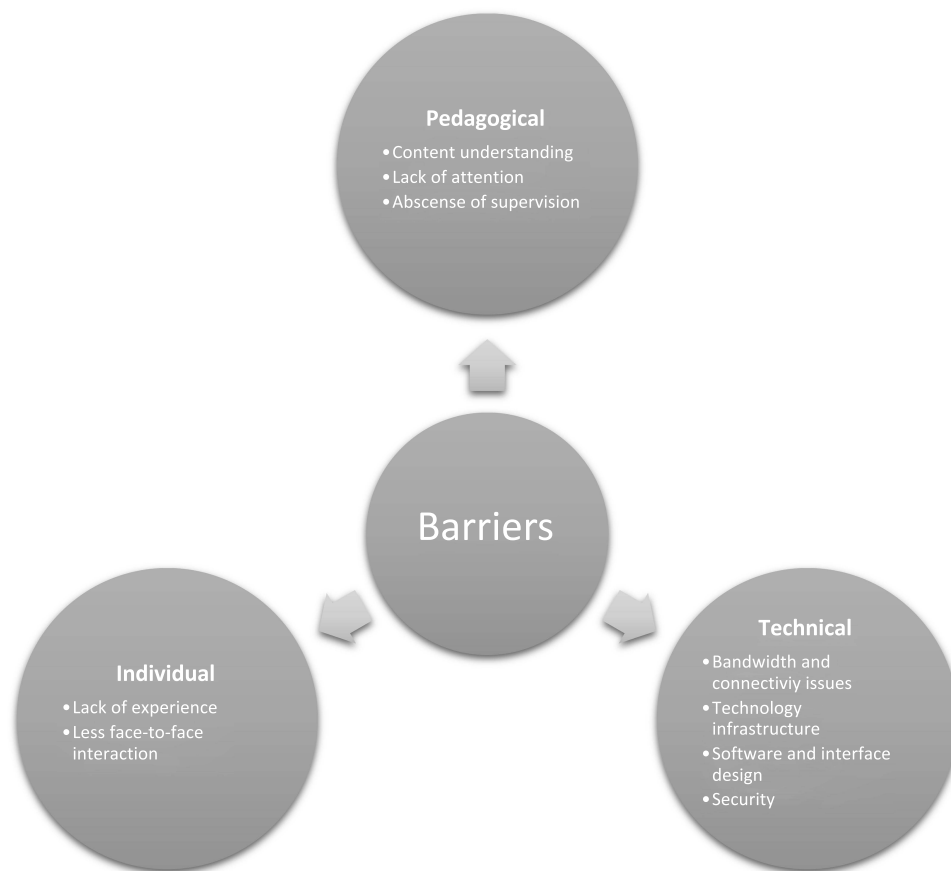 Pedagogical
•Content understanding
•Lack of attention
•Abscense of supervision
Barriers
Individual
•Lack of experience
•Less face-to-face
interaction
Technical
•Bandwidth and
connectiviy issues
•Technology
infrastructure
•Software and interface
design
•Security